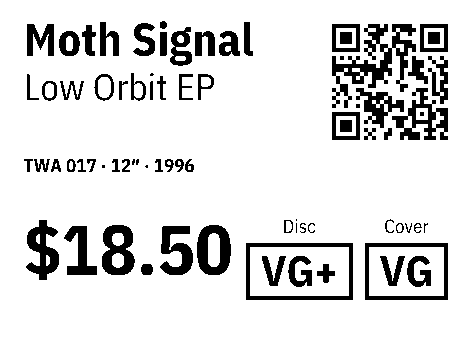 Moth Signal
Low Orbit EP
TWA 017 · 12″ · 1996
$18.50
Disc
VG+
Cover
VG